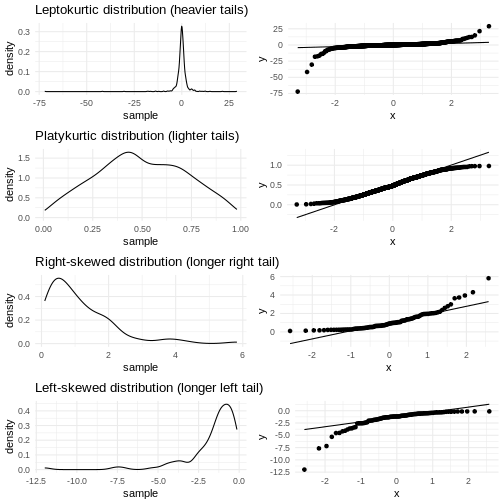 Leptokurtic distribution (heavier tails)
density
0.3
0.2
0.1
0.0
-75 -50 -25 0 25
sample
y
25
0
-25
-50
-75
-2 0 2
x
Platykurtic distribution (lighter tails)
density
1.5
1.0
0.5
0.0
0.00 0.25 0.50 0.75 1.00
sample
y
1.0
0.5
0.0
-2 0 2
x
Right-skewed distribution (longer right tail)
density
0.4
0.2
0.0
0 2 4 6
sample
y
6
4
2
0
-2 -1 0 1 2
x
Left-skewed distribution (longer left tail)
density
0.4
0.3
0.2
0.1
0.0
-12.5 -10.0 -7.5 -5.0 -2.5 0.0
sample
y
0.0
-2.5
-5.0
-7.5
-10.0
-12.5
-2 -1 0 1 2
x